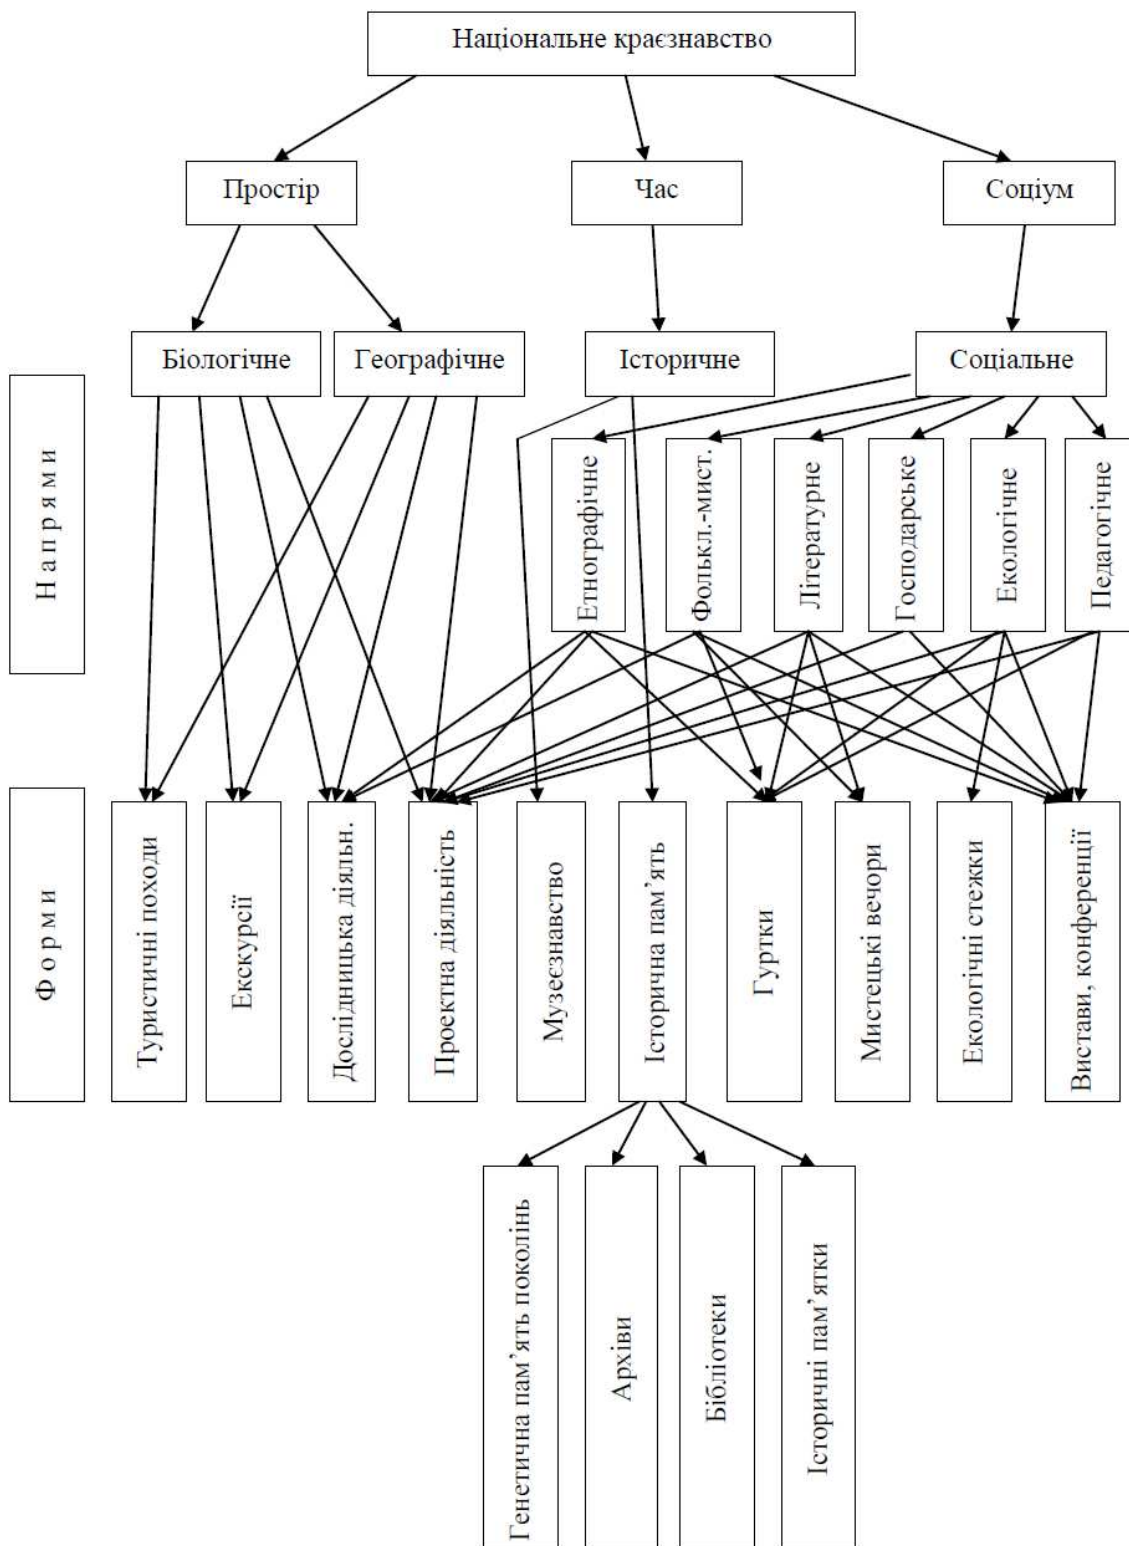 Національне краєзнавство
Простір
Час
Соціум
Біологічне
Географічне
Історичне
Соціальне
Напрями
Етнографічне
Фолькл.-мист.
Літературне
Господарське
Екологічне
Педагогічне
Форми
Туристичні походи
Екскурсії
Дослідницька діяльн.
Проектна діяльність
Музеєзнавство
Історична пам’ять
Гуртки
Мистецькі вечори
Екологічні стежки
Вистави, конференції
Генетична пам’ять поколінь
Архіви
Бібліотеки
Історичні пам’ятки